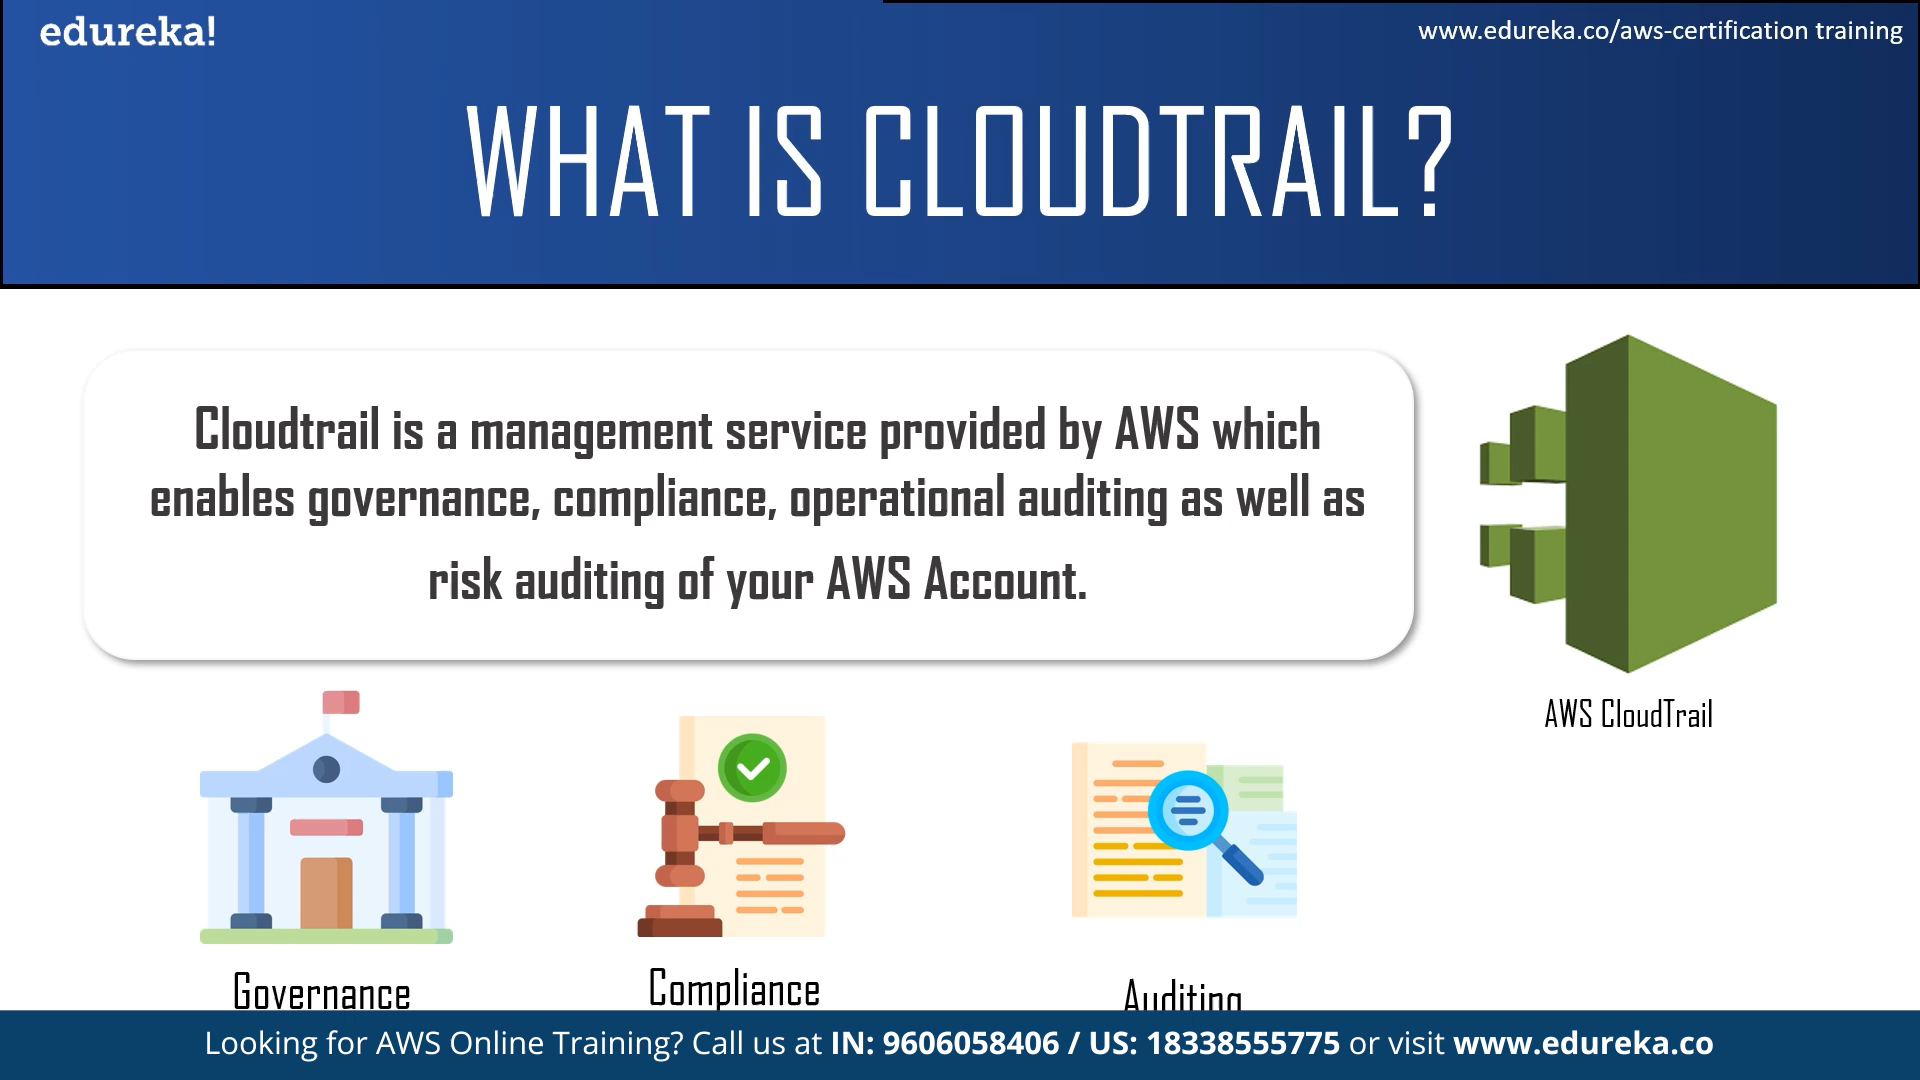 edureka!
www.edureka.co/aws-certification training
WHAT IS CLOUDTRAIL?
Cloudtrail is a management service provided by AWS which
enables governance, compliance, operational auditing as well as
risk auditing of your AWS Account.
AWS CloudTrail
Governance
Compliance
Auditing
Looking for AWS Online Training? Call us at IN: 9606058406 / US: 18338555775 or visit www.edureka.co